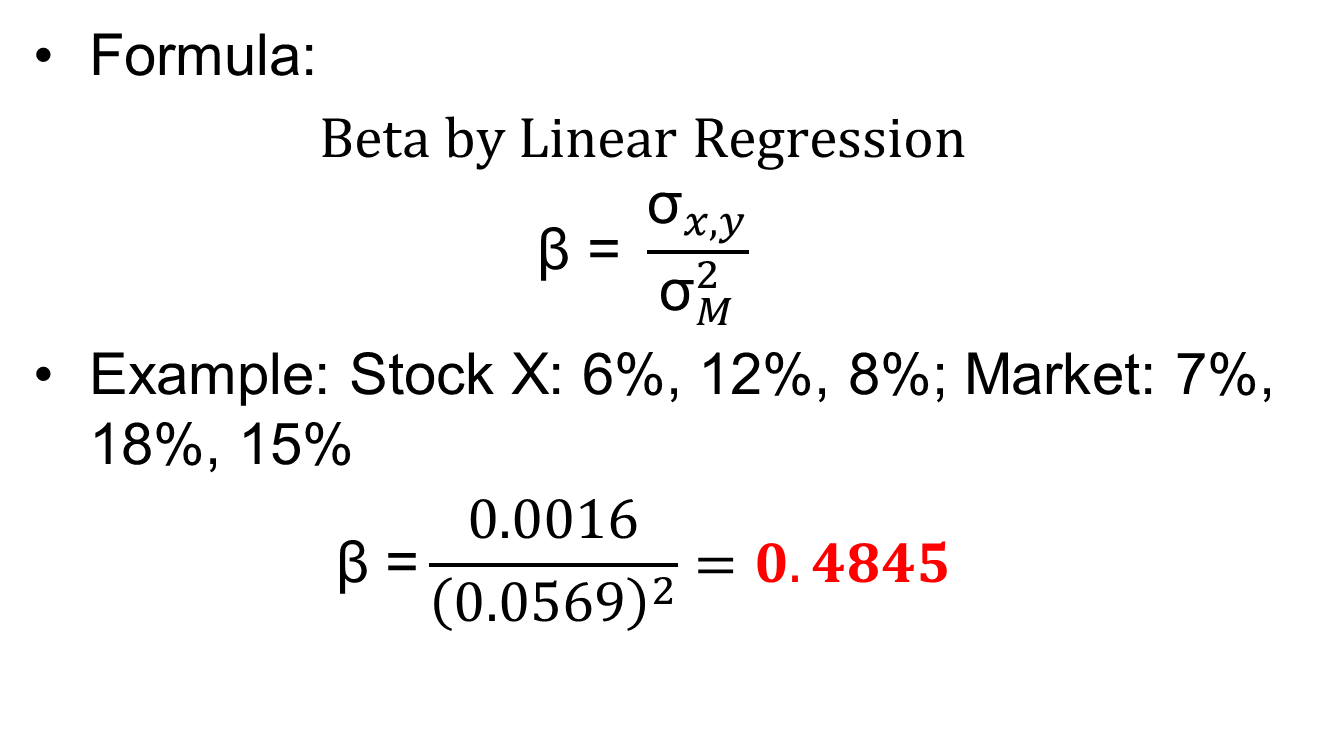 • Formula:
Beta by Linear Regression
β = σ𝑥,𝑦 / σ²𝑀
• Example: Stock X: 6%, 12%, 8%; Market: 7%,
18%, 15%
β = 0.0016 / (0.0569)² = 0.4845